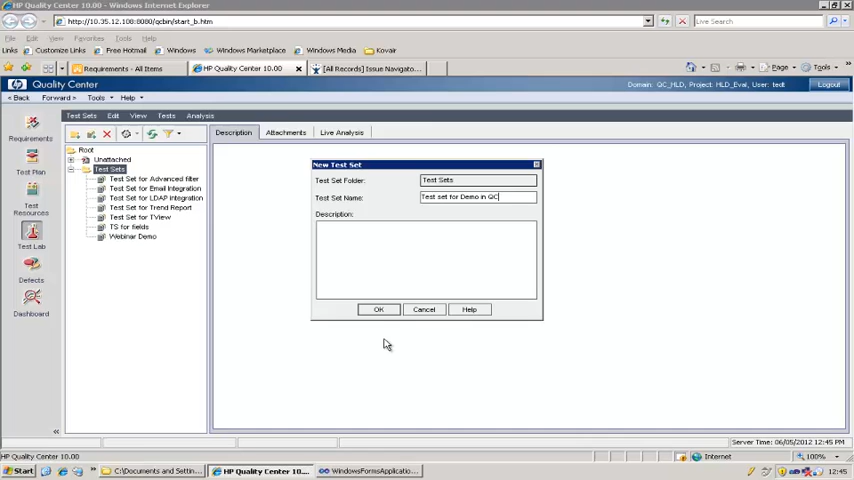 HP Quality Center 10.00
http://10.35.12.108:8080/qcbin/start_b.htm
Live Search
File Edit View Favorites Tools Help
Links Customize Links Free Hotmail Windows Windows Marketplace Windows Media Kovair
Requirements - All Items HP Quality Center 10.00 [All Records] Issue Navigato... Page Tools
Quality Center Domain: QC_HLD, Project: HLD_Eval, User: tedt Logout
< Back Forward > Tools Help
Requirements
Test Plan
Test Resources
Test Lab
Defects
Dashboard
Test Sets Edit View Tests Analysis
Root
Unattached
Test Sets
Test Set for Advanced filter
Test Set for Email Integration
Test Set for LDAP Integration
Test Set for Trend Report
Test Set for TView
TS for fields
Webinar Demo
Description Attachments Live Analysis
New Test Set
Test Set Folder: Test Sets
Test Set Name: Test set for Demo in QC
Description:
OK Cancel Help
Server Time: 06/05/2012 12:45 PM
HP Quality Center 10.00 Internet 100%
Start C:\Documents and Settin... HP Quality Center 10.... WindowsFormsApplicatio... 12:45